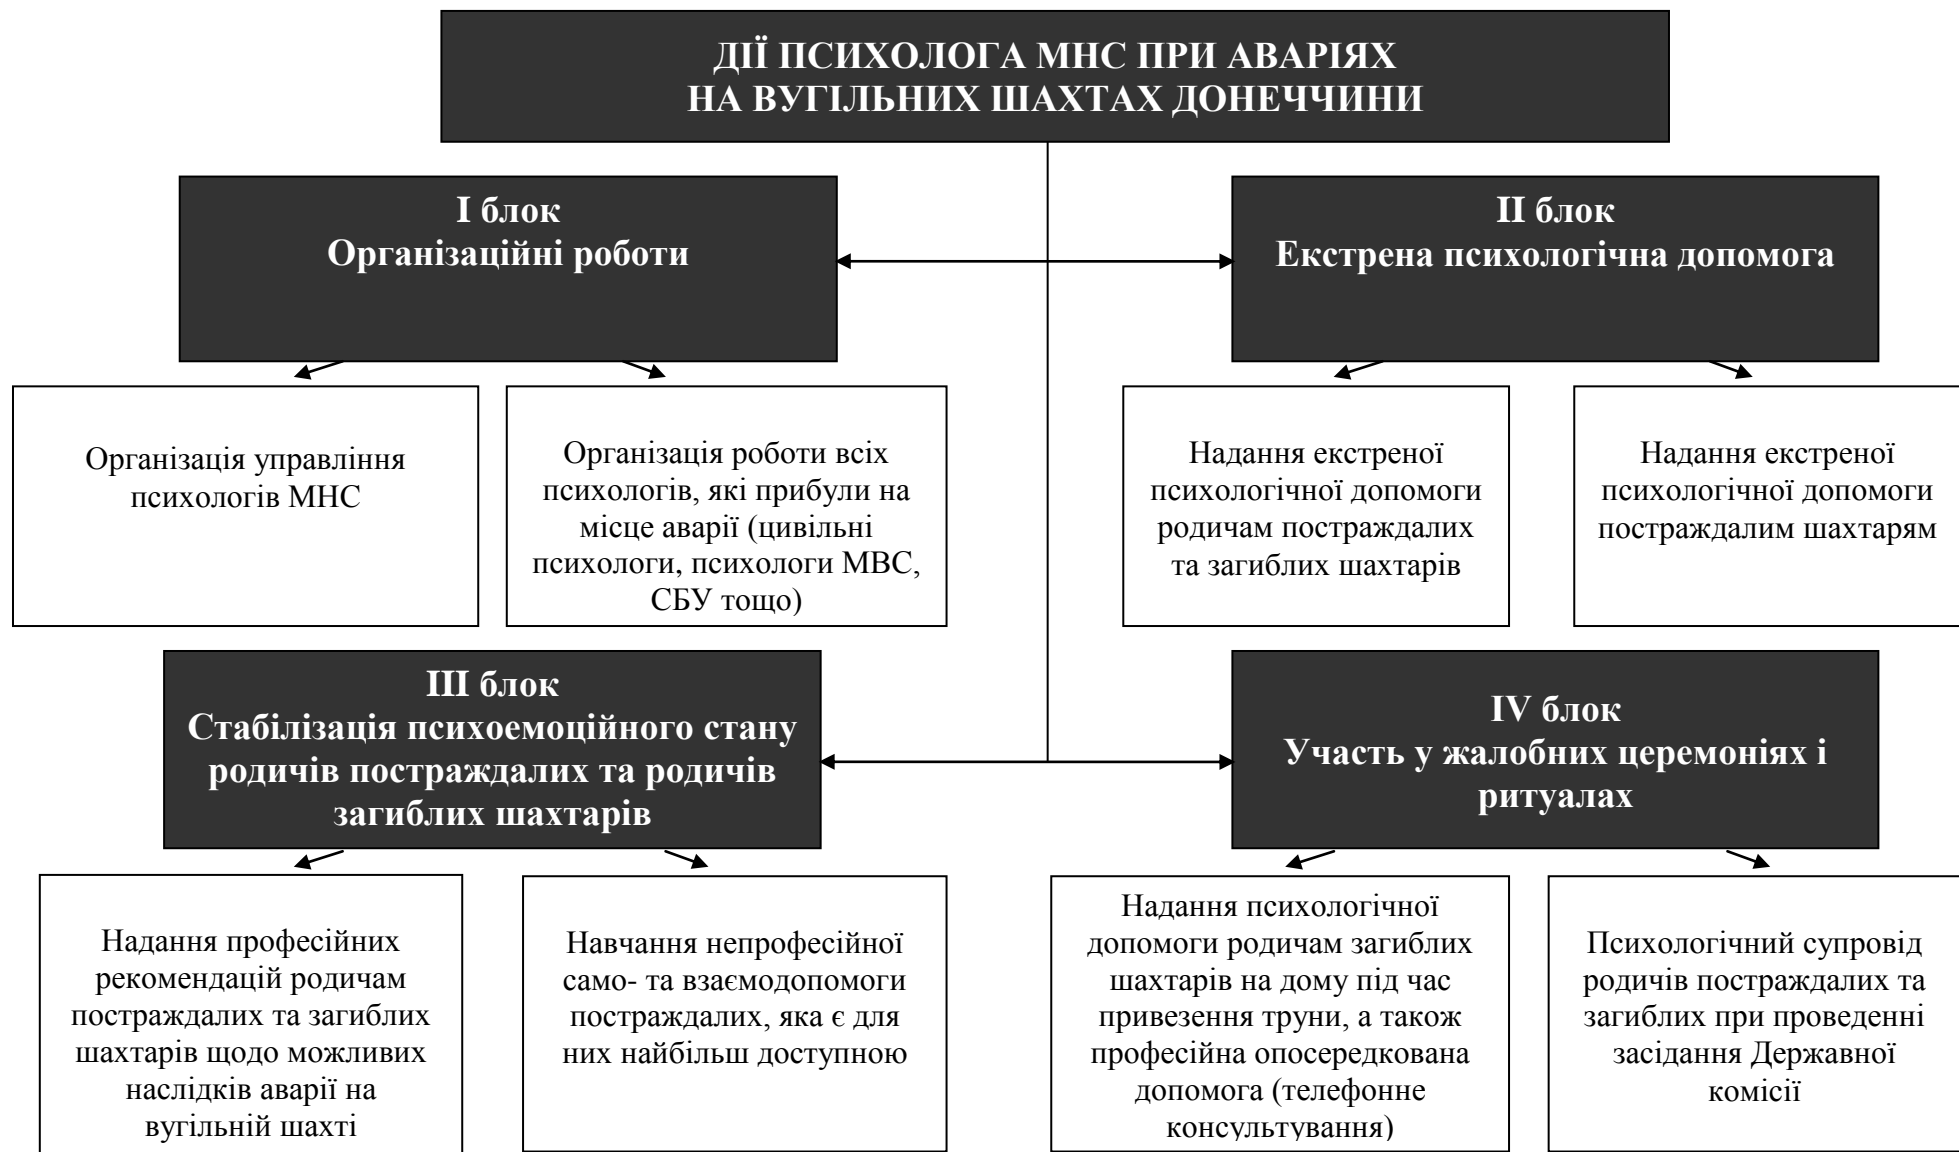 ДІЇ ПСИХОЛОГА МНС ПРИ АВАРІЯХ
НА ВУГІЛЬНИХ ШАХТАХ ДОНЕЧЧИНИ
І блок
Організаційні роботи
ІІ блок
Екстрена психологічна допомога
Організація управління
психологів МНС
Організація роботи всіх
психологів, які прибули на
місце аварії (цивільні
психологи, психологи МВС,
СБУ тощо)
Надання екстреної
психологічної допомоги
родичам постраждалих
та загиблих шахтарів
Надання екстреної
психологічної допомоги
постраждалим шахтарям
ІІІ блок
Стабілізація психоемоційного стану
родичів постраждалих та родичів
загиблих шахтарів
IV блок
Участь у жалобних церемоніях і
ритуалах
Надання професійних
рекомендацій родичам
постраждалих та загиблих
шахтарів щодо можливих
наслідків аварії на
вугільній шахті
Навчання непрофесійної
само- та взаємодопомоги
постраждалих, яка є для
них найбільш доступною
Надання психологічної
допомоги родичам загиблих
шахтарів на дому під час
привезення труни, а також
професійна опосередкована
допомога (телефонне
консультування)
Психологічний супровід
родичів постраждалих та
загиблих при проведенні
засідання Державної
комісії